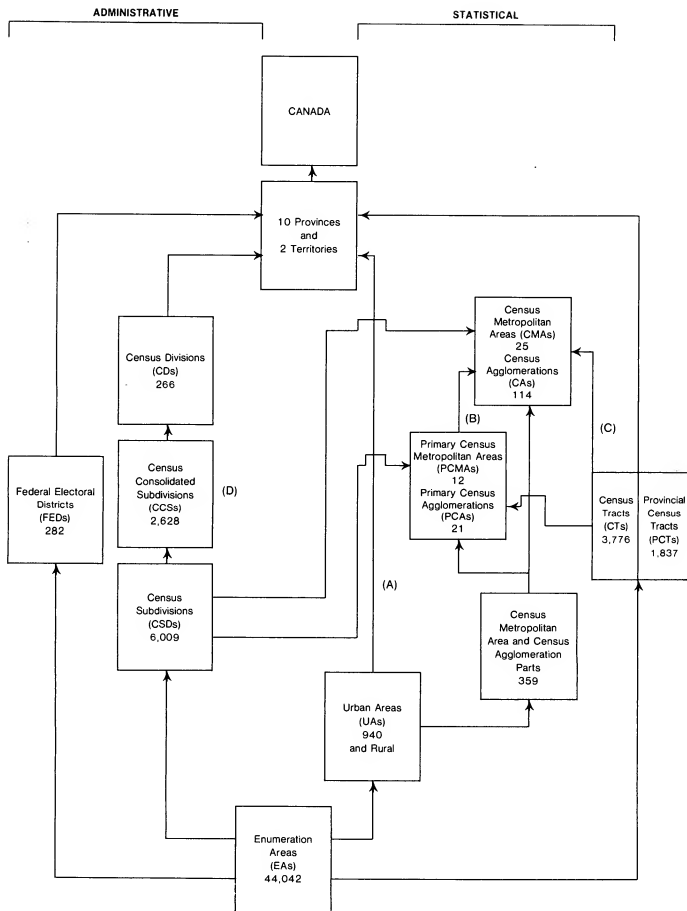 ADMINISTRATIVE
STATISTICAL
CANADA
10 Provinces
and
2 Territories
Census Divisions
(CDs)
266
Census
Metropolitan
Areas (CMAs)
25
Census
Agglomerations
(CAs)
114
(B)
(C)
Federal Electoral
Districts
(FEDs)
282
Census
Consolidated
Subdivisions
(CCSs)
2,628
(D)
Primary Census
Metropolitan Areas
(PCMAs)
12
Primary Census
Agglomerations
(PCAs)
21
Census
Tracts
(CTs)
3,776
Provincial
Census
Tracts
(PCTs)
1,837
Census
Subdivisions
(CSDs)
6,009
(A)
Census
Metropolitan
Area and Census
Agglomeration
Parts
359
Urban Areas
(UAs)
940
and Rural
Enumeration
Areas
(EAs)
44,042